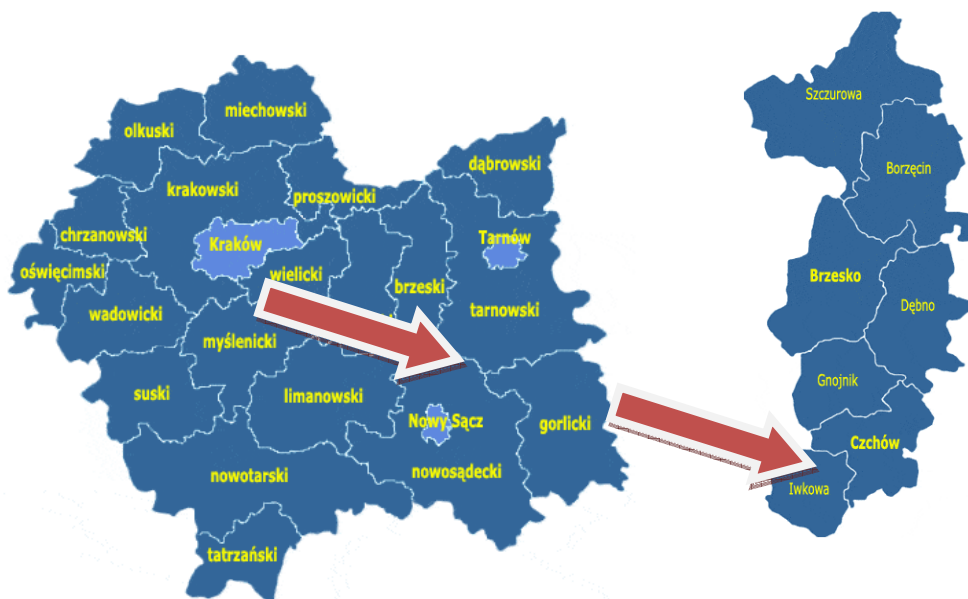 miechowski
olkuski
dąbrowski
krakowski
proszowicki
chrzanowski
Kraków
Tarnów
oświęcimski
wielicki
brzeski
wadowicki
tarnowski
myślenicki
suski
limanowski
Nowy Sącz
gorlicki
nowosądecki
nowotarski
tatrzański
Szczurowa
Borzęcin
Brzesko
Dębno
Gnojnik
Czchów
Iwkowa